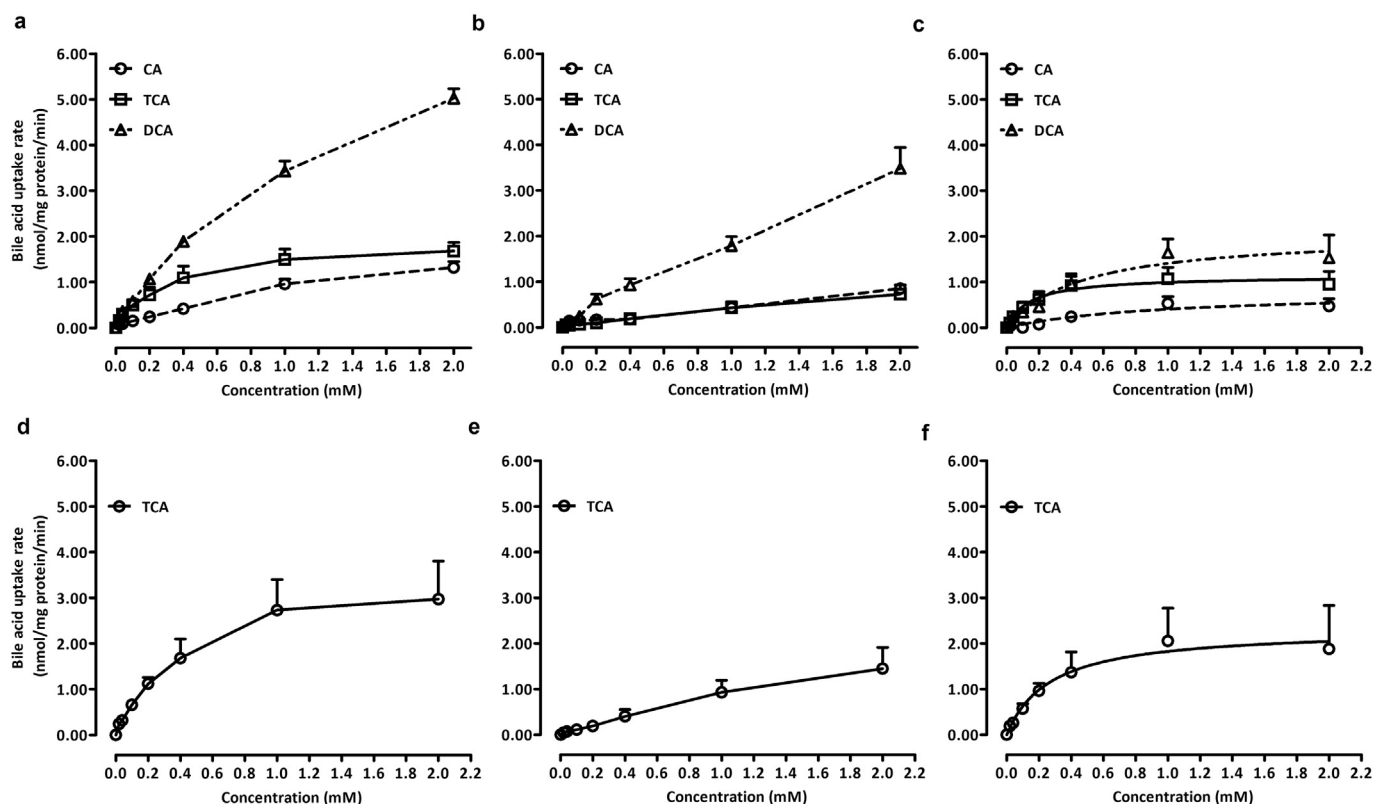 a
b
c
6.00
5.00
4.00
3.00
2.00
1.00
0.00
CA
TCA
DCA
6.00
5.00
4.00
3.00
2.00
1.00
0.00
CA
TCA
DCA
6.00
5.00
4.00
3.00
2.00
1.00
0.00
CA
TCA
DCA
Bile acid uptake rate
(nmol/mg protein/min)
0.0 0.2 0.4 0.6 0.8 1.0 1.2 1.4 1.6 1.8 2.0
0.0 0.2 0.4 0.6 0.8 1.0 1.2 1.4 1.6 1.8 2.0
0.0 0.2 0.4 0.6 0.8 1.0 1.2 1.4 1.6 1.8 2.0 2.2
Concentration (mM)
Concentration (mM)
Concentration (mM)
d
e
f
6.00
5.00
4.00
3.00
2.00
1.00
0.00
TCA
6.00
5.00
4.00
3.00
2.00
1.00
0.00
TCA
6.00
5.00
4.00
3.00
2.00
1.00
0.00
TCA
Bile acid uptake rate
(nmol/mg protein/min)
0.0 0.2 0.4 0.6 0.8 1.0 1.2 1.4 1.6 1.8 2.0 2.2
0.0 0.2 0.4 0.6 0.8 1.0 1.2 1.4 1.6 1.8 2.0 2.2
0.0 0.2 0.4 0.6 0.8 1.0 1.2 1.4 1.6 1.8 2.0 2.2
Concentration (mM)
Concentration (mM)
Concentration (mM)